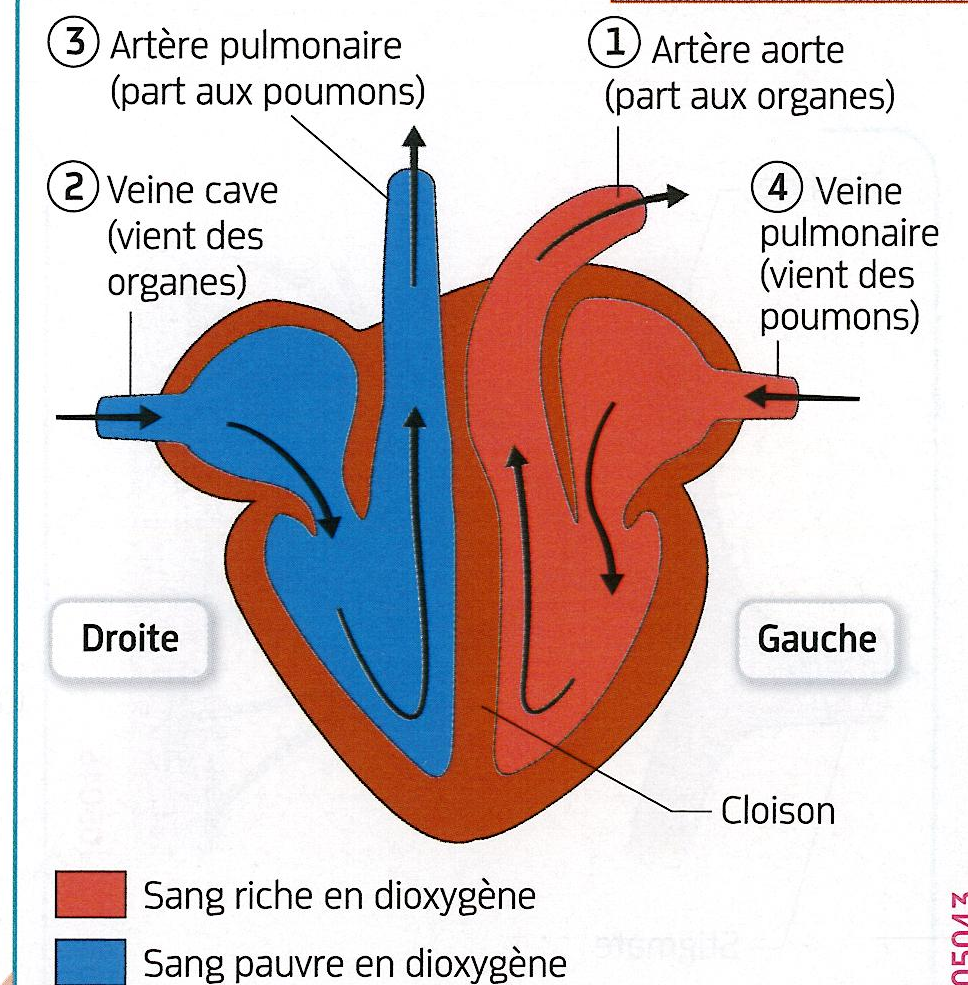 3 Artère pulmonaire
(part aux poumons)
1 Artère aorte
(part aux organes)
2 Veine cave
(vient des
organes)
4 Veine
pulmonaire
(vient des
poumons)
Droite
Gauche
Cloison
Sang riche en dioxygène
Sang pauvre en dioxygène
05043